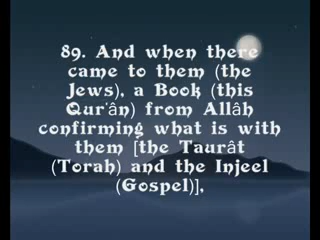 89. And when there
came to them (the
Jews), a Book (this
Qur'ân) from Allâh
confirming what is with
them [the Taurât
(Torah) and the Injeel
(Gospel)],